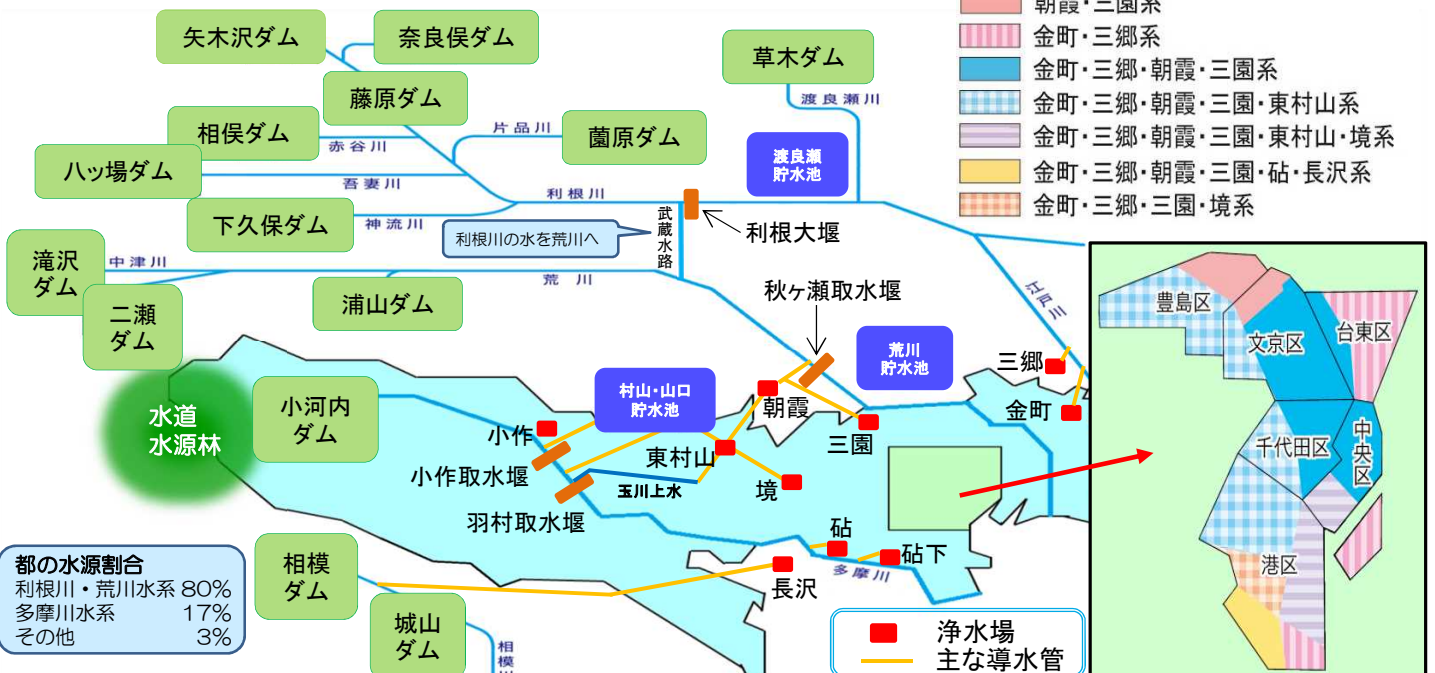 矢木沢ダム
奈良俣ダム
藤原ダム
草木ダム
渡良瀬川
相俣ダム
赤谷川
片品川
薗原ダム
八ッ場ダム
吾妻川
渡良瀬
貯水池
下久保ダム
神流川
利根川
武蔵水路
利根大堰
利根川の水を荒川へ
滝沢
ダム
中津川
二瀬
ダム
浦山ダム
荒川
秋ヶ瀬取水堰
江戸川
荒川
貯水池
三郷
金町
水道
水源林
小河内
ダム
村山・山口
貯水池
朝霞
三園
小作
小作取水堰
東村山
境
玉川上水
羽村取水堰
砧
砧下
多摩川
長沢
都の水源割合
利根川・荒川水系 80%
多摩川水系 17%
その他 3%
相模
ダム
城山
ダム
相模
浄水場
主な導水管
朝霞・三園系
金町・三郷系
金町・三郷・朝霞・三園系
金町・三郷・朝霞・三園・東村山系
金町・三郷・朝霞・三園・東村山・境系
金町・三郷・朝霞・三園・砧・長沢系
金町・三郷・三園・境系
豊島区
文京区
台東区
千代田区
中央区
港区